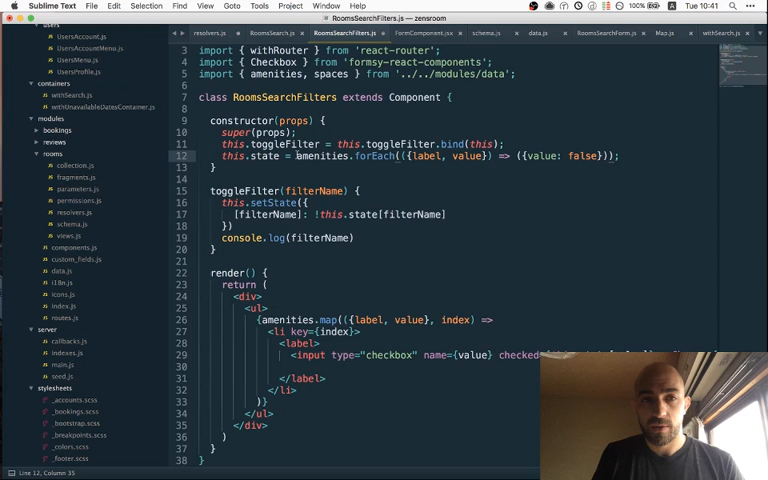 Sublime Text File Edit Selection Find View Goto Tools Project Window Help 100% Tue 10:41
RoomsSearchFilters.js — zensroom
resolvers.js RoomsSearch.js RoomsSearchFilters.js FormComponent.jsx schema.js data.js RoomsSearchForm.js Map.js withSearch.js
users
UsersAccount.js
UsersAccountMenu.js
UsersMenu.js
UsersProfile.js
containers
withSearch.js
withUnavailableDatesContainer.js
modules
bookings
reviews
rooms
collection.js
fragments.js
parameters.js
permissions.js
resolvers.js
schema.js
views.js
components.js
custom_fields.js
data.js
i18n.js
icons.js
index.js
routes.js
server
callbacks.js
indexes.js
main.js
seed.js
stylesheets
_accounts.scss
_bookings.scss
_bootstrap.scss
_breakpoints.scss
_colors.scss
_footer.scss
3 import { withRouter } from 'react-router';
4 import { Checkbox } from 'formsy-react-components';
5 import { amenities, spaces } from '../../modules/data';
6
7 class RoomsSearchFilters extends Component {
8
9 constructor(props) {
10 super(props);
11 this.toggleFilter = this.toggleFilter.bind(this);
12 this.state = amenities.forEach(({label, value}) => ({value: false}));
13 }
14
15 toggleFilter(filterName) {
16 this.setState({
17 [filterName]: !this.state[filterName]
18 })
19 console.log(filterName)
20 }
21
22 render() {
23 return (
24 <div>
25 <ul>
26 {amenities.map(({label, value}, index) =>
27 <li key={index}>
28 <label>
29 <input type="checkbox" name={value} checked=
30
31 </label>
32 </li>
33 )}
34 </ul>
35 </div>
36 )
37 }
38 }
Line 12, Column 35